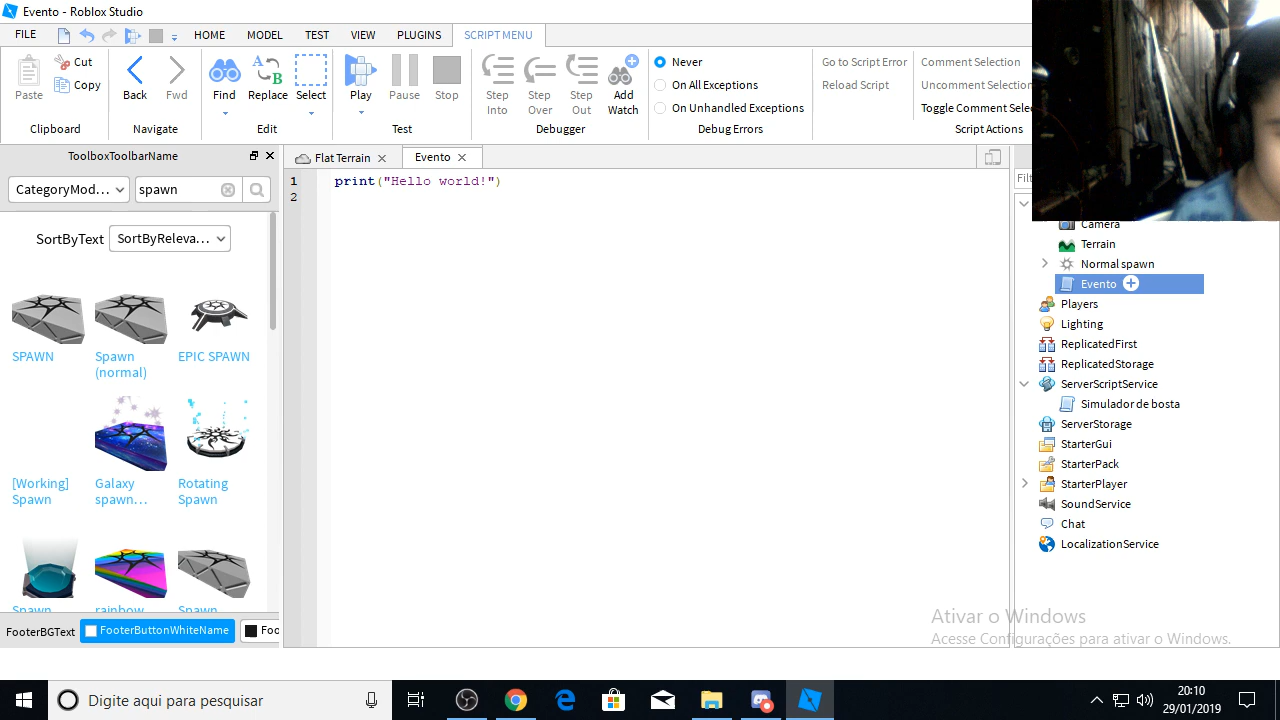 Evento - Roblox Studio
FILE HOME MODEL TEST VIEW PLUGINS SCRIPT MENU
Paste Cut Copy Back Fwd Find Replace Select Play Pause Stop Step Into Step Over Step Out Add Watch
Never
On All Exceptions
On Unhandled Exceptions
Go to Script Error
Reload Script
Comment Selection
Uncomment Selection
Toggle Comment Selec
Clipboard Navigate Edit Test Debugger Debug Errors Script Actions
ToolboxToolbarName
CategoryMod... spawn
SortByText SortByReleva...
SPAWN
Spawn (normal)
EPIC SPAWN
[Working] Spawn
Galaxy spawn...
Rotating Spawn
Spawn
rainbow
Spawn
FooterBGText FooterButtonWhiteName Foo
Flat Terrain Evento
1 print("Hello world!")
2
Filt
Camera
Terrain
Normal spawn
Evento
Players
Lighting
ReplicatedFirst
ReplicatedStorage
ServerScriptService
Simulador de bosta
ServerStorage
StarterGui
StarterPack
StarterPlayer
SoundService
Chat
LocalizationService
Ativar o Windows
Acesse Configurações para ativar o Windows.
Digite aqui para pesquisar
20:10
29/01/2019